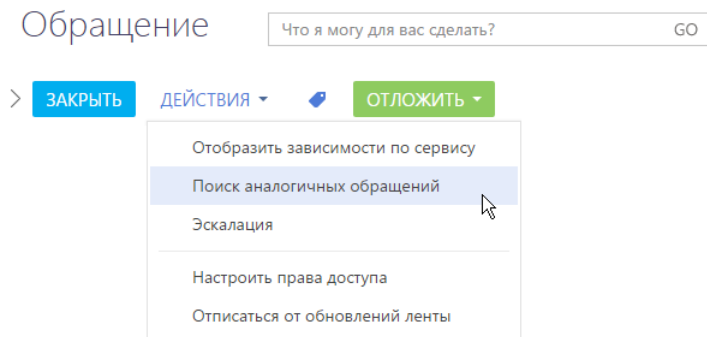 Обращение
Что я могу для вас сделать? GO
ЗАКРЫТЬ ДЕЙСТВИЯ ОТЛОЖИТЬ
Отобразить зависимости по сервису
Поиск аналогичных обращений
Эскалация
Настроить права доступа
Отписаться от обновлений ленты